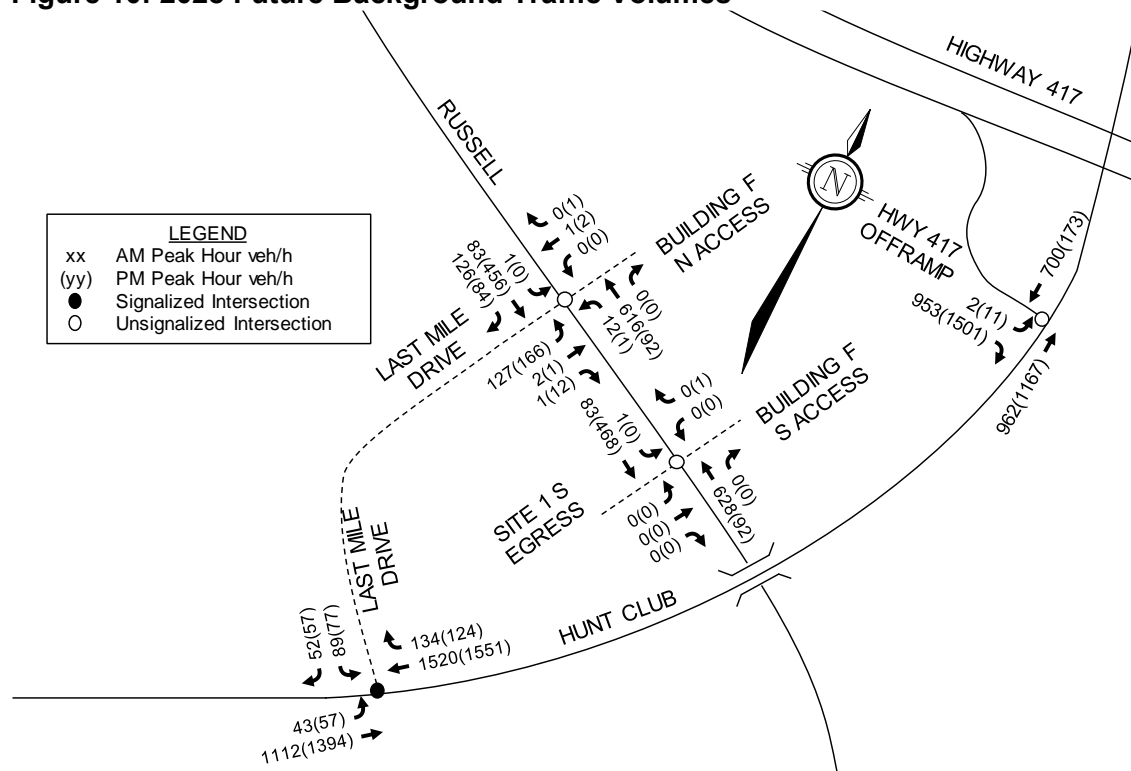 Figure 10: 2028 Future Background Traffic Volumes
HIGHWAY 417
RUSSELL
BUILDING F
N ACCESS
N
HWY 417
OFFRAMP
LEGEND
xx AM Peak Hour veh/h
(yy) PM Peak Hour veh/h
Signalized Intersection
Unsignalized Intersection
0(1)
1(2)
0(0)
1(0)
83(456)
126(84)
0(0)
616(92)
12(1)
700(173)
2(11)
953(1501)
962(1167)
LAST MILE
DRIVE
127(166)
2(1)
1(12)
BUILDING F
S ACCESS
0(1)
0(0)
1(0)
83(468)
0(0)
628(92)
SITE 1 S
EGRESS
0(0)
0(0)
0(0)
LAST MILE
DRIVE
HUNT CLUB
52(57)
89(77)
134(124)
1520(1551)
43(57)
1112(1394)